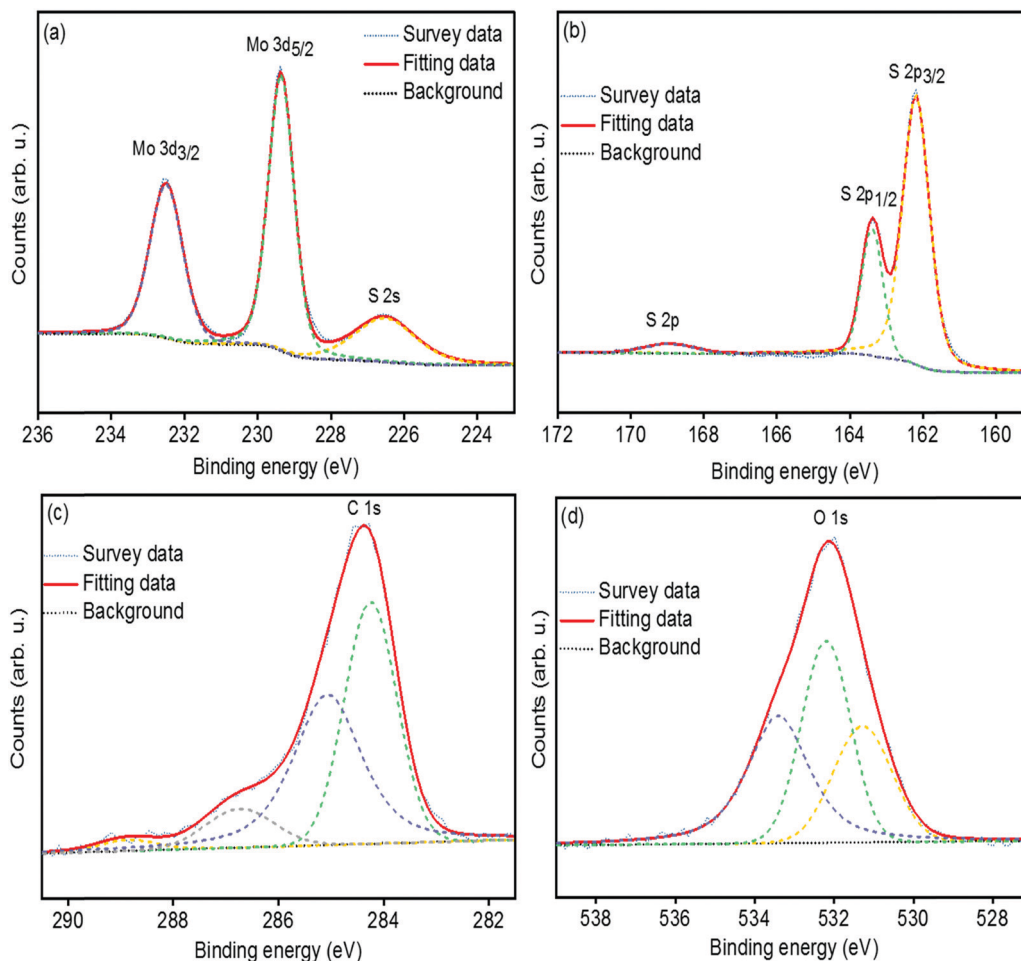 (a)
Mo 3d5/2
Mo 3d3/2
S 2s
Survey data
Fitting data
Background
Counts (arb. u.)
236 234 232 230 228 226 224
Binding energy (eV)
(b)
S 2p3/2
S 2p1/2
S 2p
Survey data
Fitting data
Background
Counts (arb. u.)
172 170 168 166 164 162 160
Binding energy (eV)
(c)
C 1s
Survey data
Fitting data
Background
Counts (arb. u.)
290 288 286 284 282
Binding energy (eV)
(d)
O 1s
Survey data
Fitting data
Background
Counts (arb. u.)
538 536 534 532 530 528
Binding energy (eV)